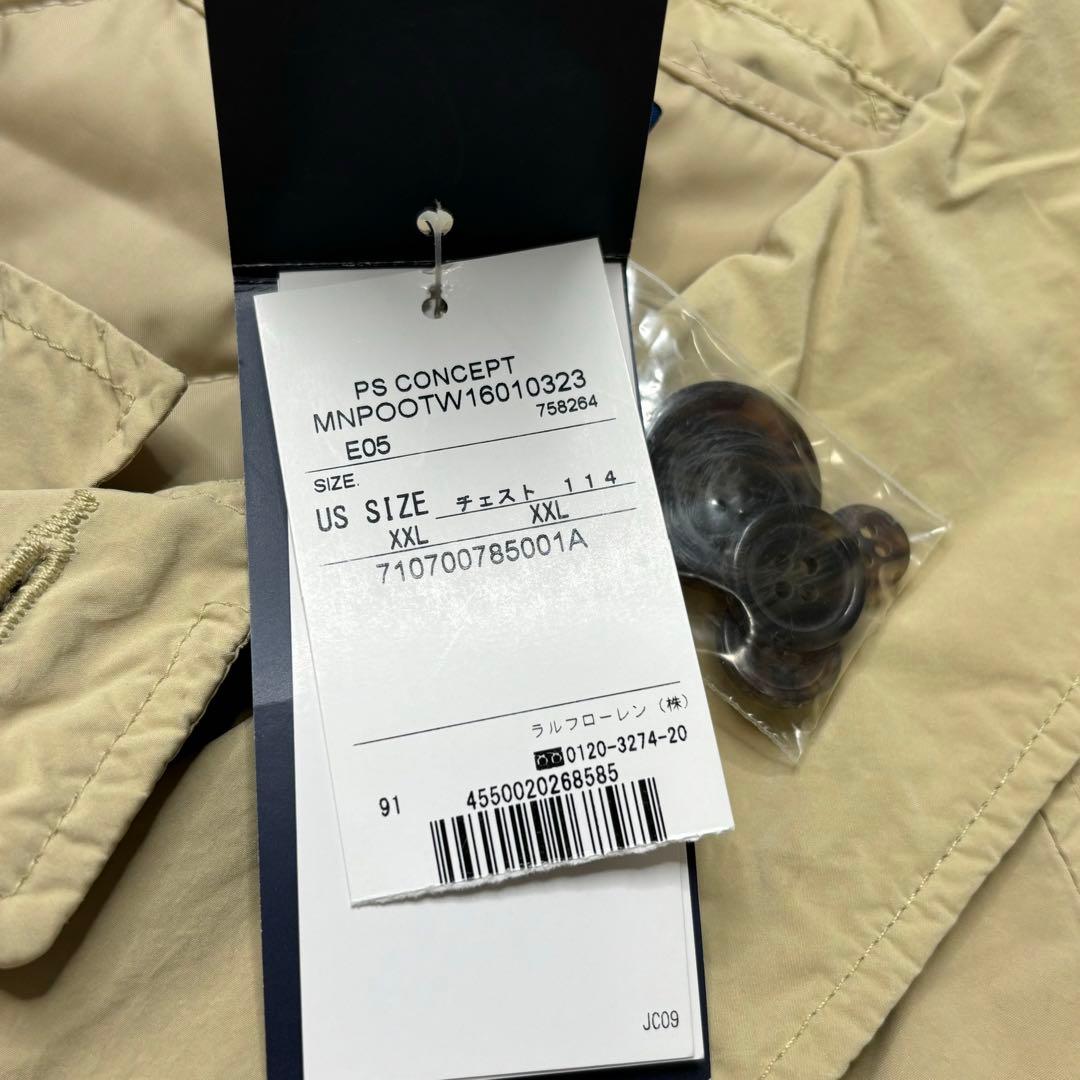 PS CONCEPT
MNPOOTW16010323
758264
E05
SIZE.
US SIZE チェスト 114
XXL XXL
710700785001A
ラルフローレン（株）
0120-3274-20
91 4550020268585
JC09